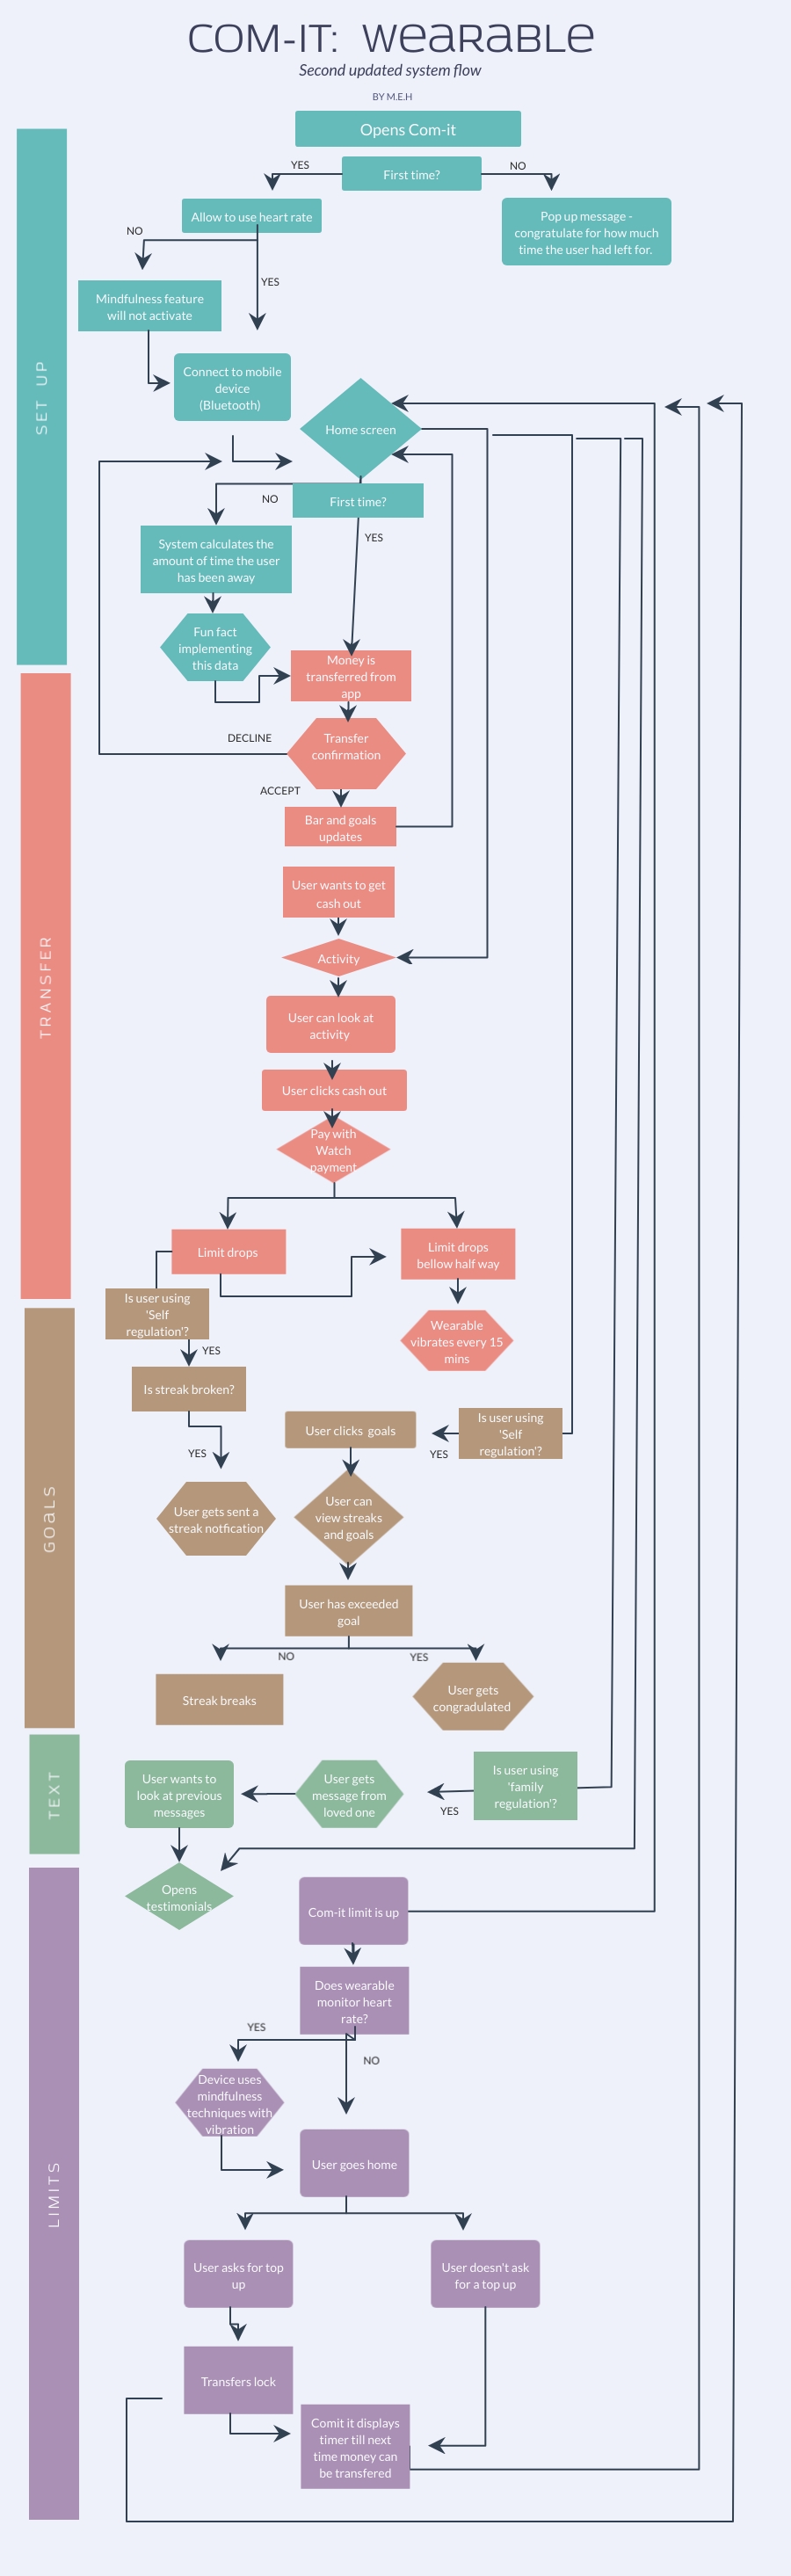 COM-IT: Wearable
Second updated system flow
BY M.E.H
Opens Com-it
YES
First time?
NO
Allow to use heart rate
Pop up message -
congratulate for how much
time the user had left for.
NO
YES
Mindfulness feature
will not activate
SET UP
Connect to mobile
device
(Bluetooth)
Home screen
NO
First time?
YES
System calculates the
amount of time the user
has been away
Fun fact
implementing
this data
Money is
transferred from
app
DECLINE
Transfer
confirmation
ACCEPT
Bar and goals
updates
User wants to get
cash out
TRANSFER
Activity
User can look at
activity
User clicks cash out
Pay with
Watch
payment
Limit drops
Limit drops
bellow half way
Is user using
'Self
regulation'?
Wearable
vibrates every 15
mins
YES
Is streak broken?
User clicks goals
Is user using
'Self
regulation'?
YES
YES
GOALS
User gets sent a
streak notfication
User can
view streaks
and goals
User has exceeded
goal
NO
YES
Streak breaks
User gets
congradulated
TEXT
User wants to
look at previous
messages
User gets
message from
loved one
Is user using
'family
regulation'?
YES
Opens
testimonials
Com-it limit is up
Does wearable
monitor heart
rate?
YES
NO
Device uses
mindfulness
techniques with
vibration
User goes home
LIMITS
User asks for top
up
User doesn't ask
for a top up
Transfers lock
Comit it displays
timer till next
time money can
be transfered